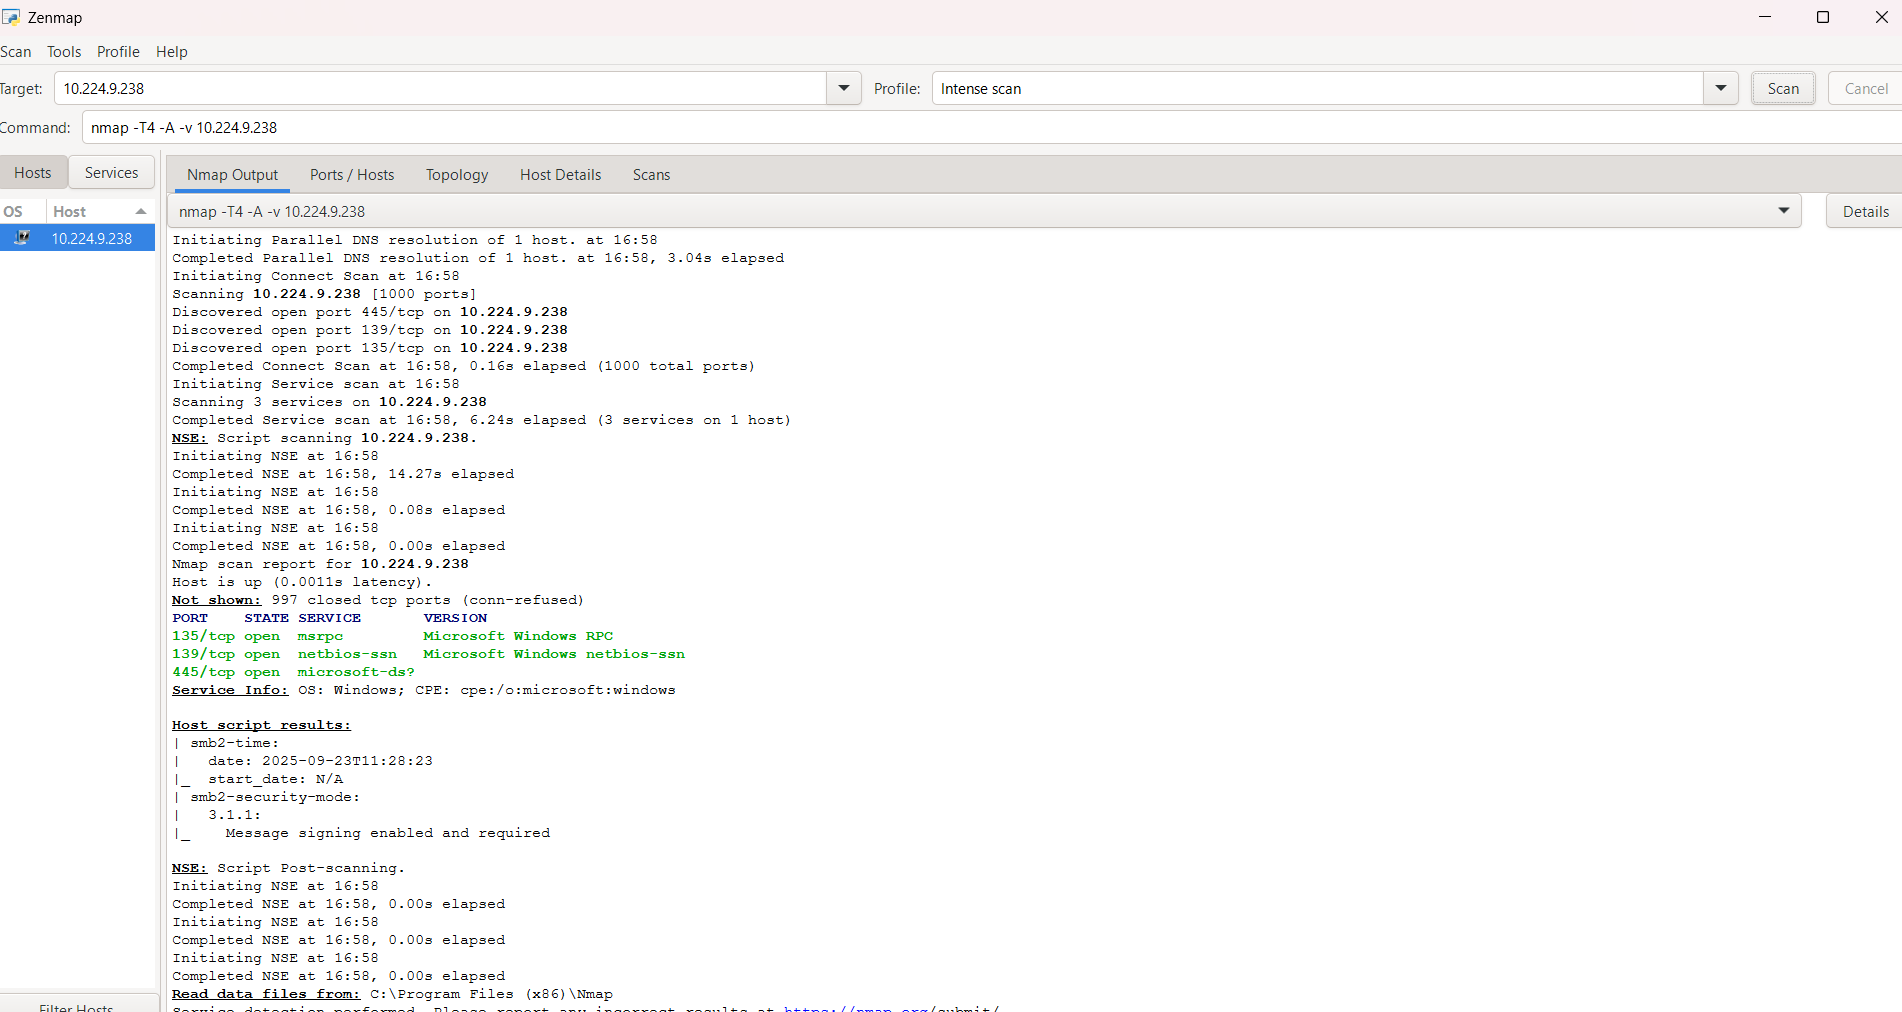 Zenmap
Scan Tools Profile Help
Target: 10.224.9.238 Profile: Intense scan Scan Cancel
Command: nmap -T4 -A -v 10.224.9.238
Hosts Services Nmap Output Ports / Hosts Topology Host Details Scans
OS Host nmap -T4 -A -v 10.224.9.238 Details
10.224.9.238
Initiating Parallel DNS resolution of 1 host. at 16:58
Completed Parallel DNS resolution of 1 host. at 16:58, 3.04s elapsed
Initiating Connect Scan at 16:58
Scanning 10.224.9.238 [1000 ports]
Discovered open port 445/tcp on 10.224.9.238
Discovered open port 139/tcp on 10.224.9.238
Discovered open port 135/tcp on 10.224.9.238
Completed Connect Scan at 16:58, 0.16s elapsed (1000 total ports)
Initiating Service scan at 16:58
Scanning 3 services on 10.224.9.238
Completed Service scan at 16:58, 6.24s elapsed (3 services on 1 host)
NSE: Script scanning 10.224.9.238.
Initiating NSE at 16:58
Completed NSE at 16:58, 14.27s elapsed
Initiating NSE at 16:58
Completed NSE at 16:58, 0.08s elapsed
Initiating NSE at 16:58
Completed NSE at 16:58, 0.00s elapsed
Nmap scan report for 10.224.9.238
Host is up (0.0011s latency).
Not shown: 997 closed tcp ports (conn-refused)
PORT    STATE SERVICE       VERSION
135/tcp open  msrpc         Microsoft Windows RPC
139/tcp open  netbios-ssn   Microsoft Windows netbios-ssn
445/tcp open  microsoft-ds?
Service Info: OS: Windows; CPE: cpe:/o:microsoft:windows
Host script results:
| smb2-time:
|   date: 2025-09-23T11:28:23
|_  start_date: N/A
| smb2-security-mode:
|   3.1.1:
|_    Message signing enabled and required
NSE: Script Post-scanning.
Initiating NSE at 16:58
Completed NSE at 16:58, 0.00s elapsed
Initiating NSE at 16:58
Completed NSE at 16:58, 0.00s elapsed
Initiating NSE at 16:58
Completed NSE at 16:58, 0.00s elapsed
Read data files from: C:\Program Files (x86)\Nmap
Filter Hosts
Service detection performed. Please report any incorrect results at https://nmap.org/submit/